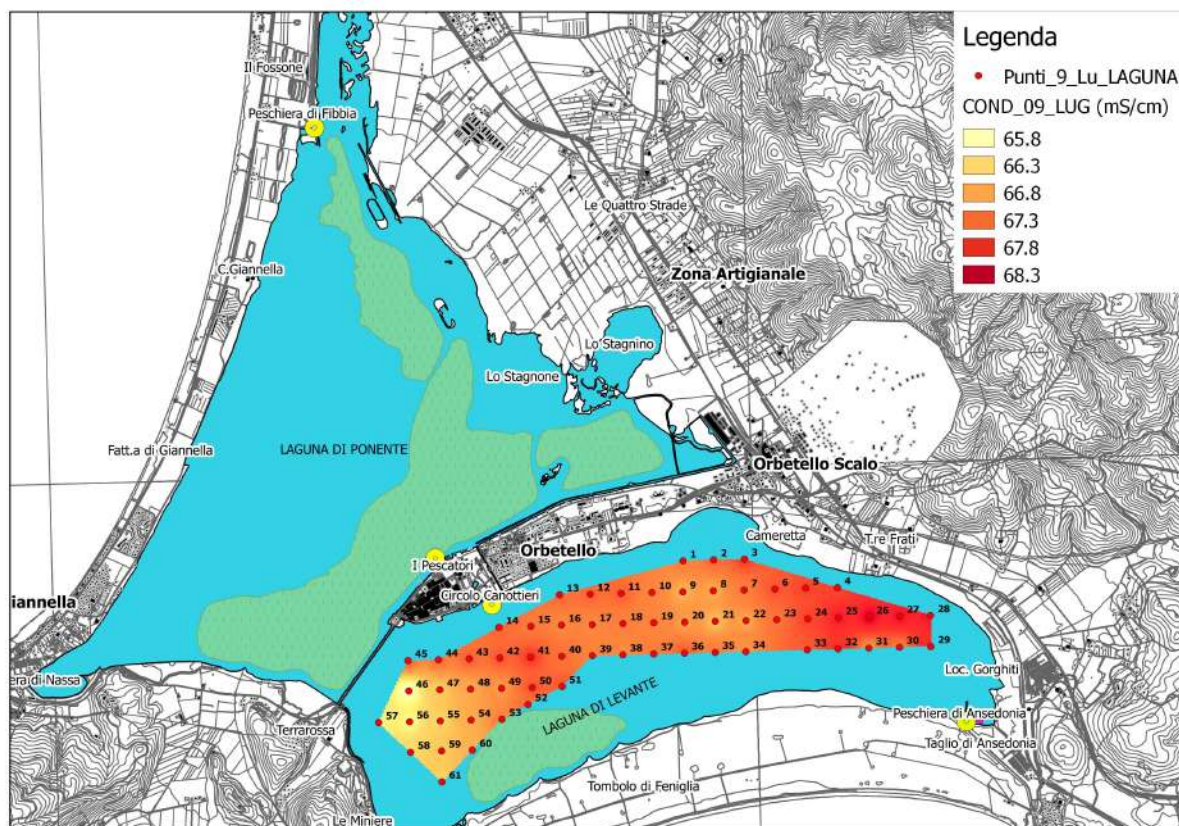 Legenda
Punti_9_Lu_LAGUNA
COND_09_LUG (mS/cm)
65.8
66.3
66.8
67.3
67.8
68.3
Il Fossone
Peschiera di Fibbia
Le Quattro Strade
C.Giannella
Zona Artigianale
Lo Stagnino
Lo Stagnone
Fatt.a di Giannella
LAGUNA DI PONENTE
Orbetello Scalo
Orbetello
Cameretta
T.re Frati
I Pescatori
Circolo Canottieri
iannella
1 2 3
13 12 11 10 9 8 7 6 5 4
14 15 16 17 18 19 20 21 22 23 24 25 26 27 28
45 44 43 42 41 40 39 38 37 36 35 34 33 32 31 30 29
46 47 48 49 50 51
57 56 55 54 53 52
58 59 60
61
Loc. Gorghiti
era di Nassa
LAGUNA DI LEVANTE
Terrarossa
Peschiera di Ansedonia
Taglio di Ansedonia
Tombolo di Feniglia
Le Miniere